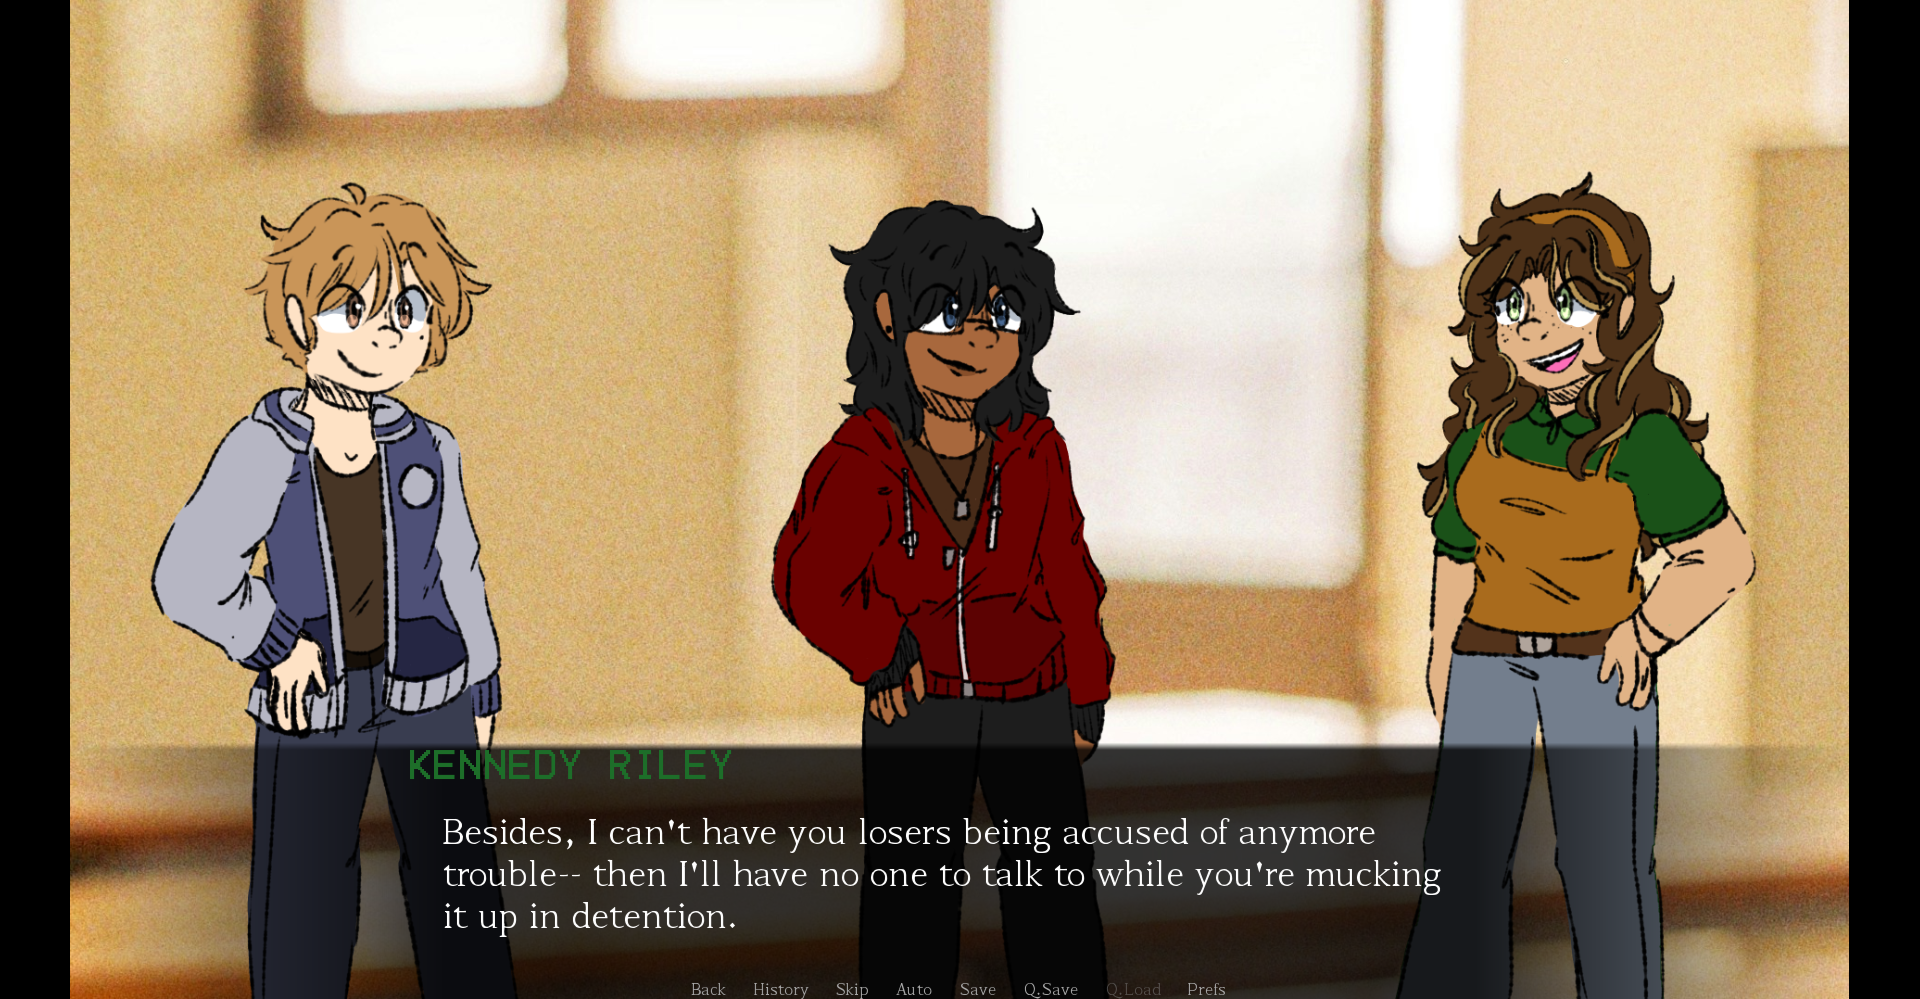 KENNEDY RILEY
Besides, I can't have you losers being accused of anymore
trouble-- then I'll have no one to talk to while you're mucking
it up in detention.
Back History Skip Auto Save Q.Save Q.Load Prefs